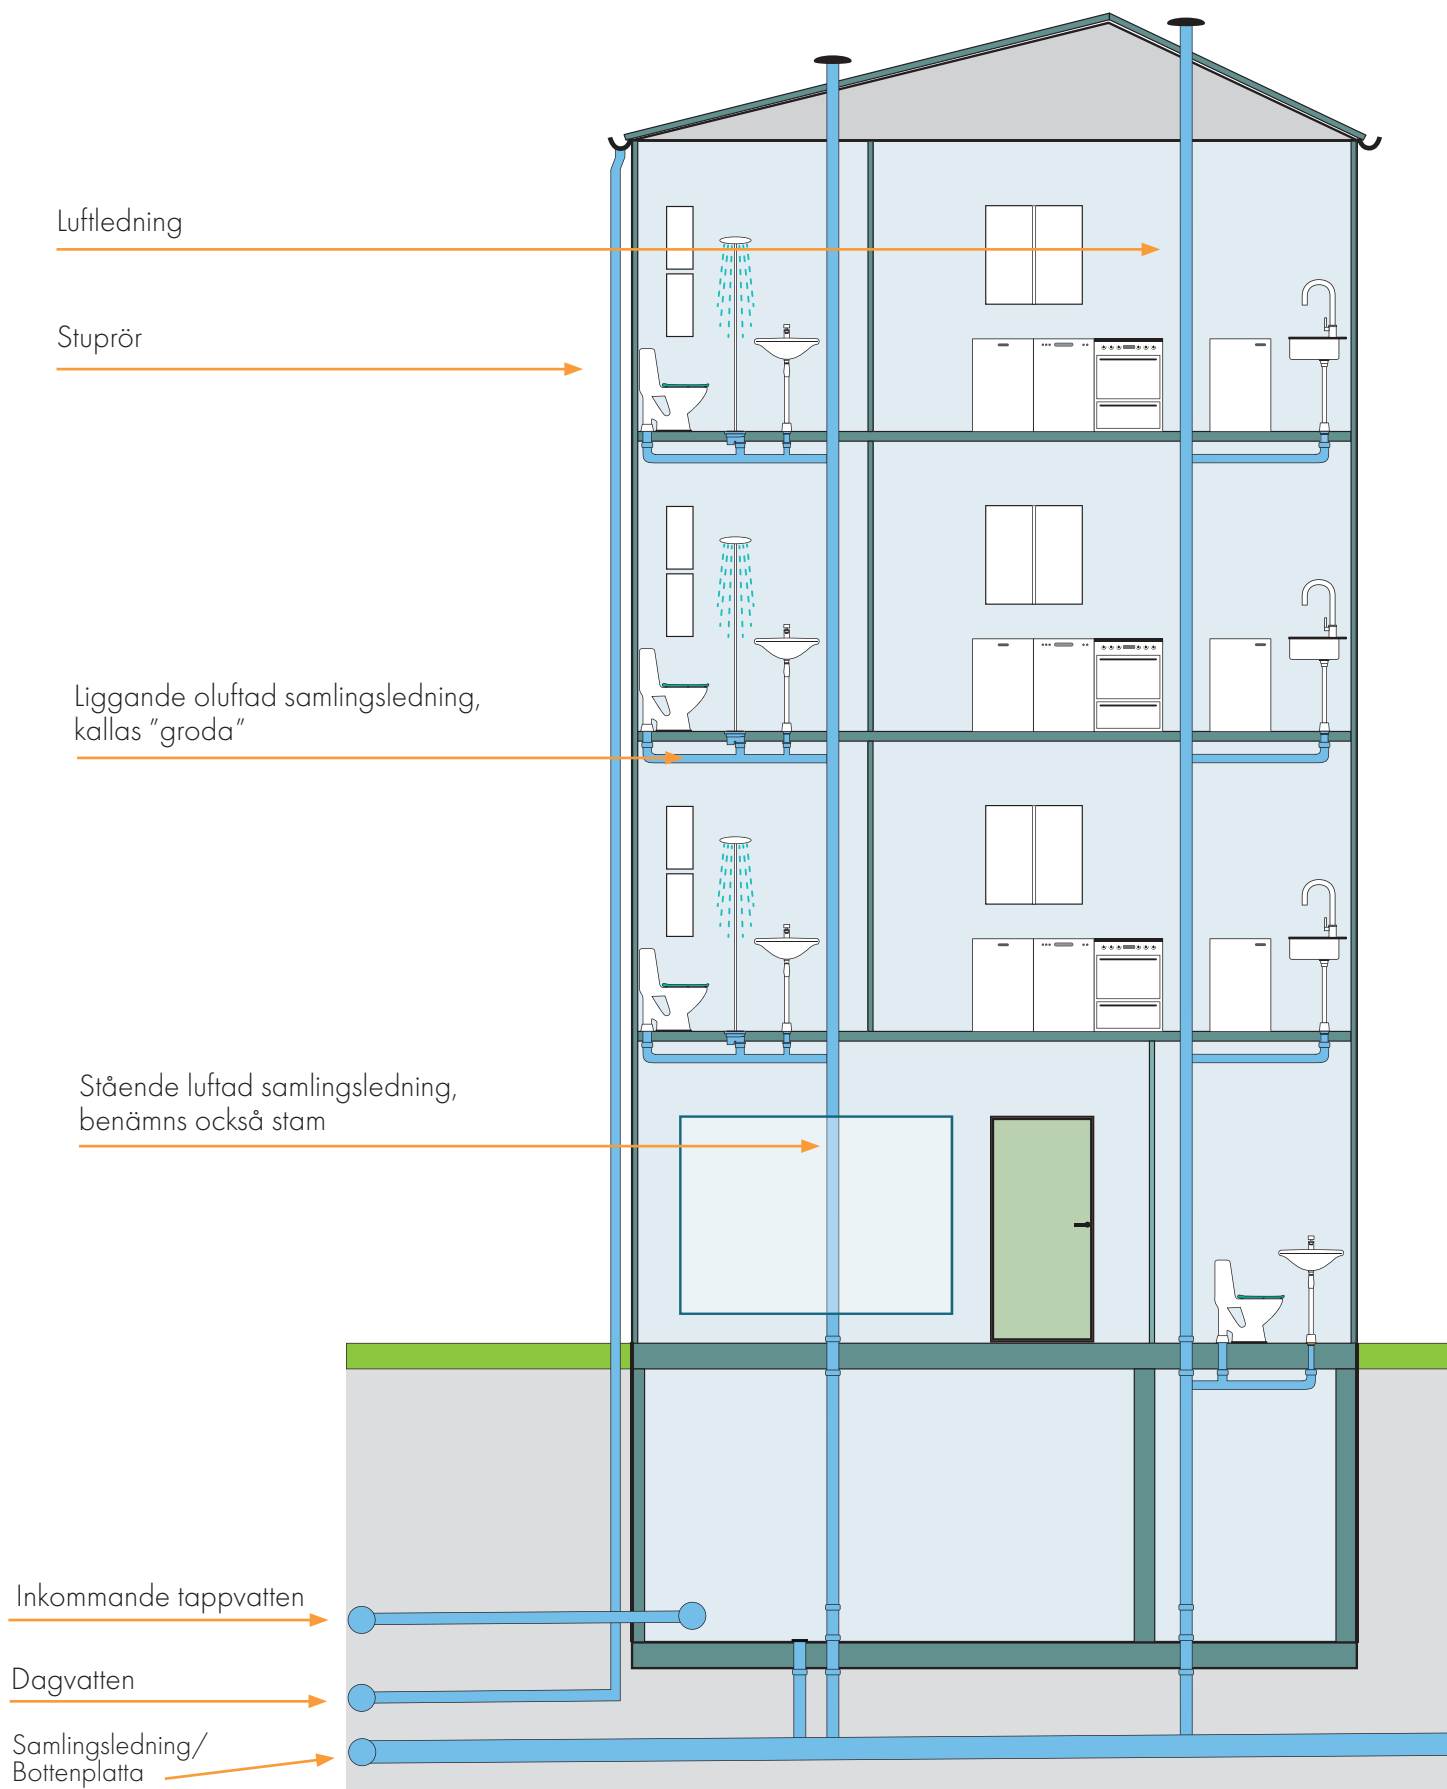 Luftledning
Stuprör
Liggande oluftad samlingsledning,
kallas ”groda”
Stående luftad samlingsledning,
benämns också stam
Inkommande tappvatten
Dagvatten
Samlingsledning/
Bottenplatta